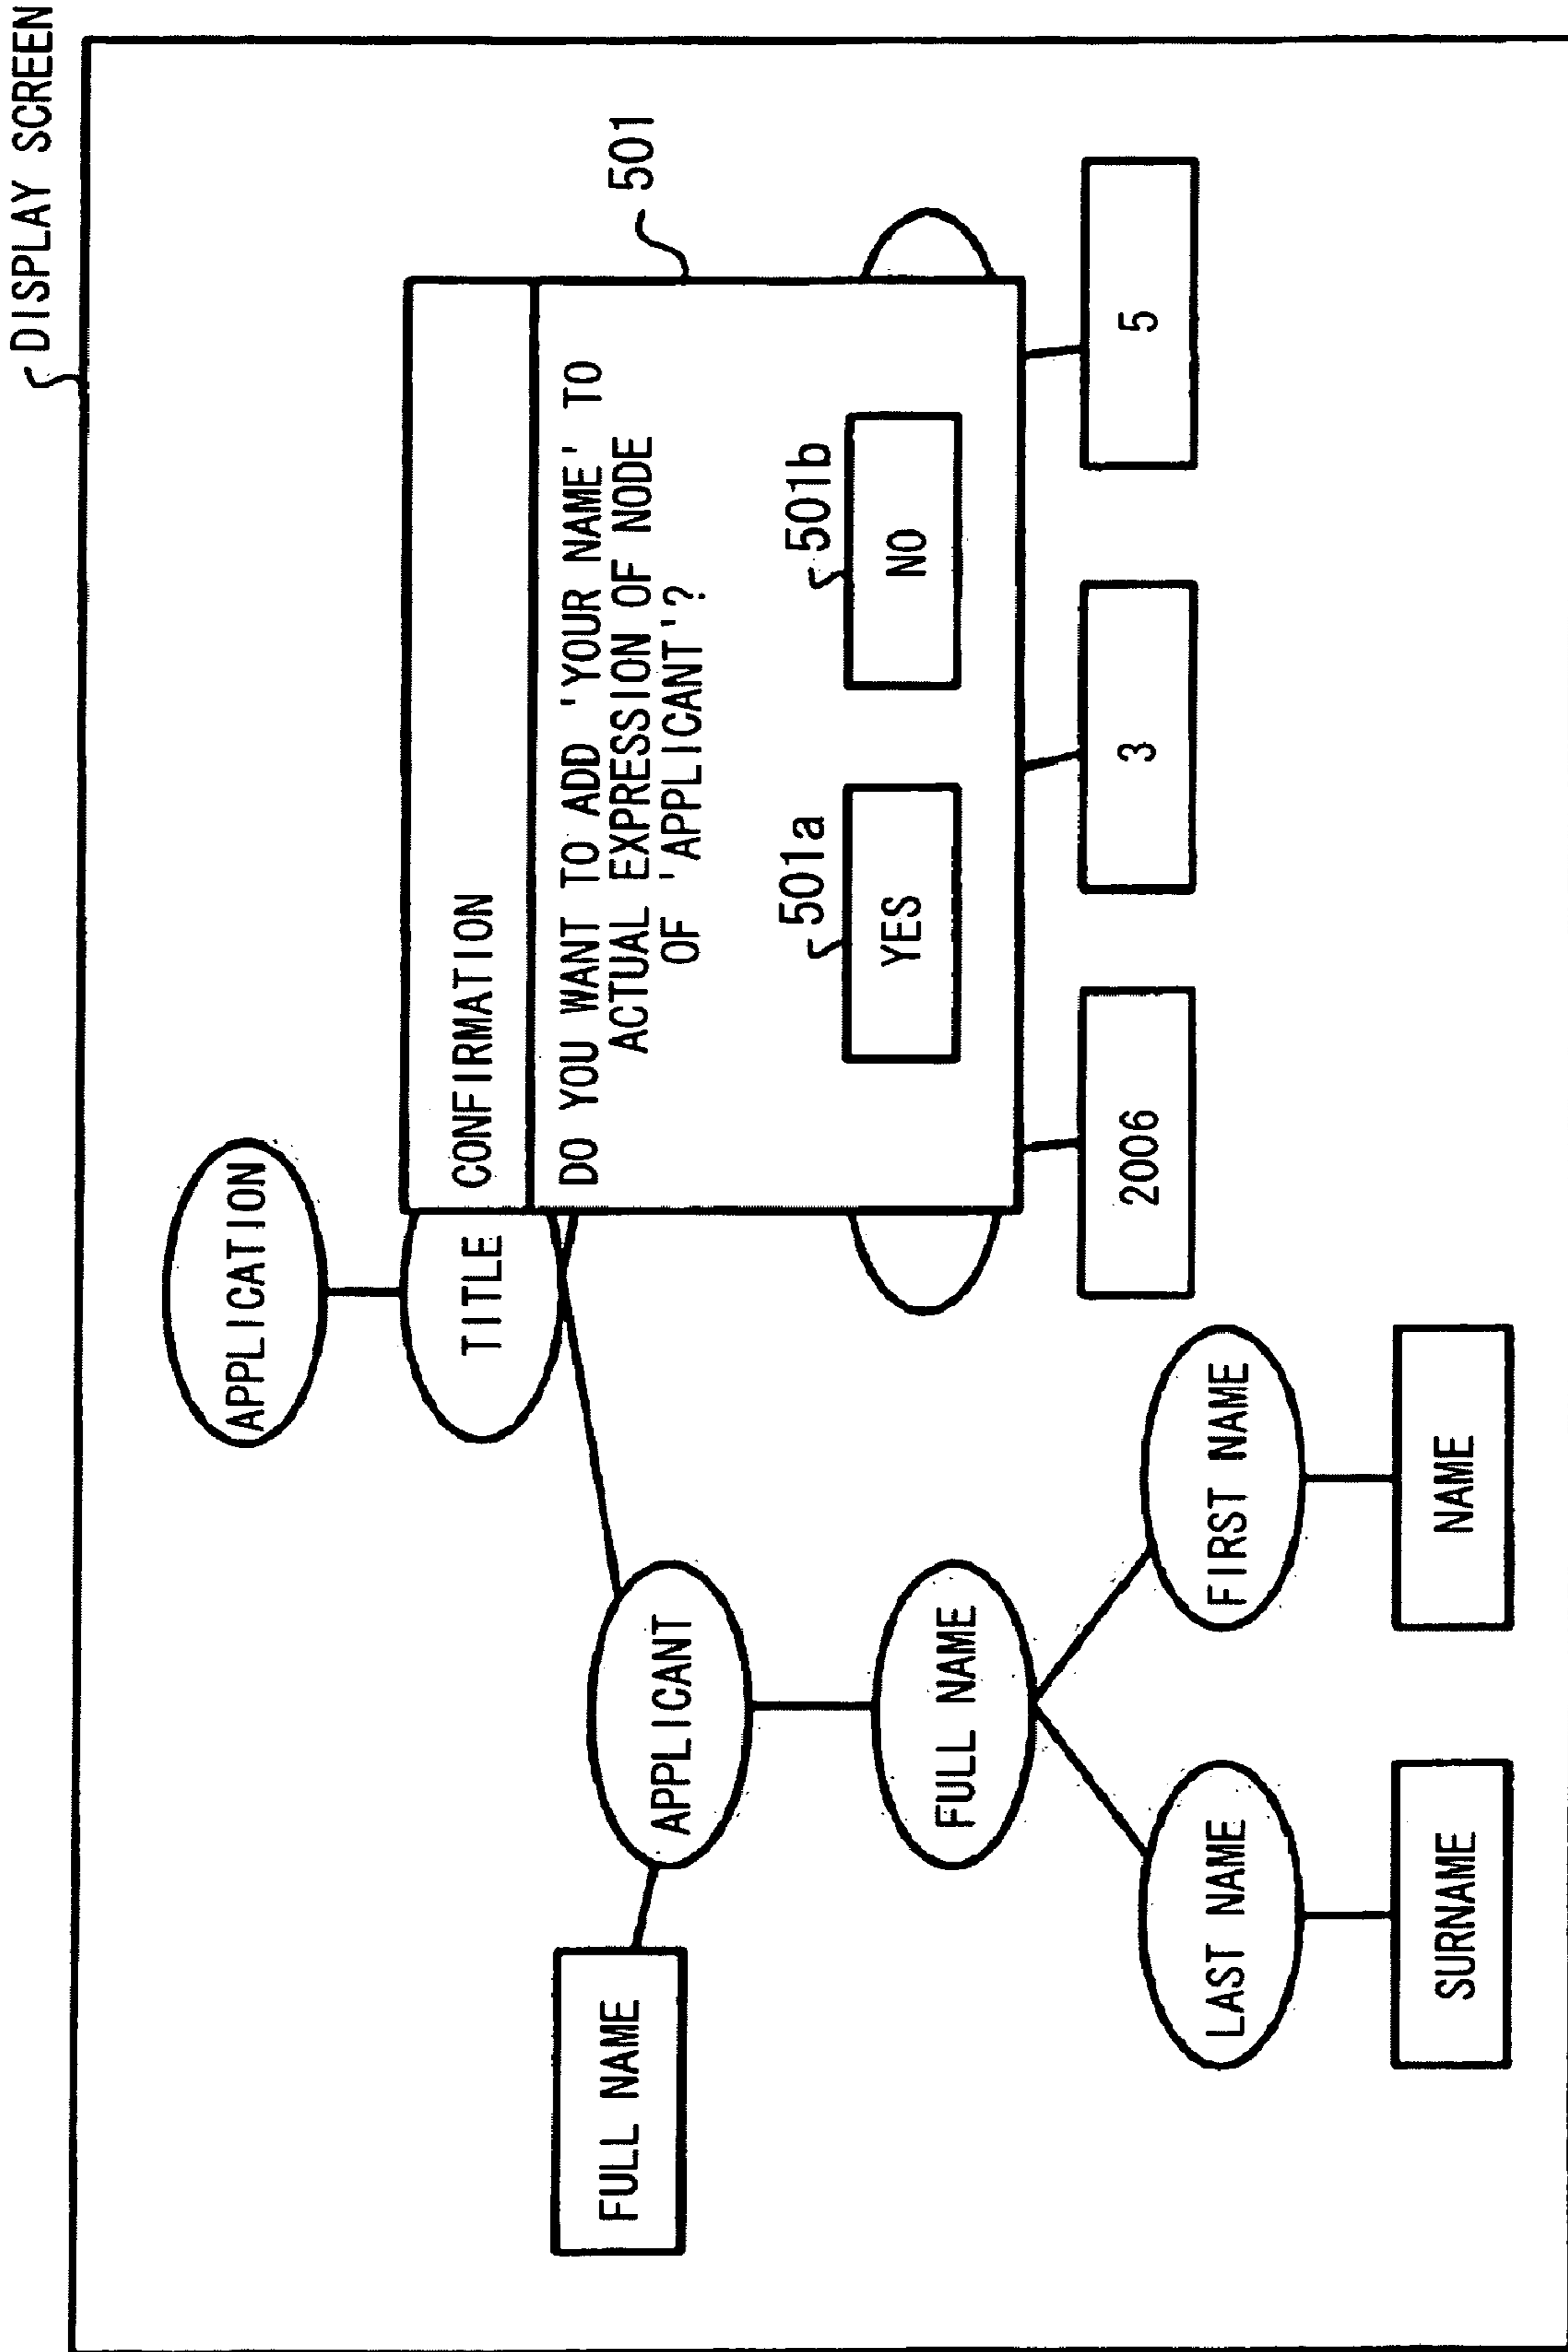 DISPLAY SCREEN
APPLICATION
TITLE
CONFIRMATION
501
DO YOU WANT TO ADD 'YOUR NAME' TO
ACTUAL EXPRESSION OF NODE
OF 'APPLICANT'?
501a
YES
501b
NO
FULL NAME
APPLICANT
FULL NAME
2006
3
5
LAST NAME
FIRST NAME
SURNAME
NAME